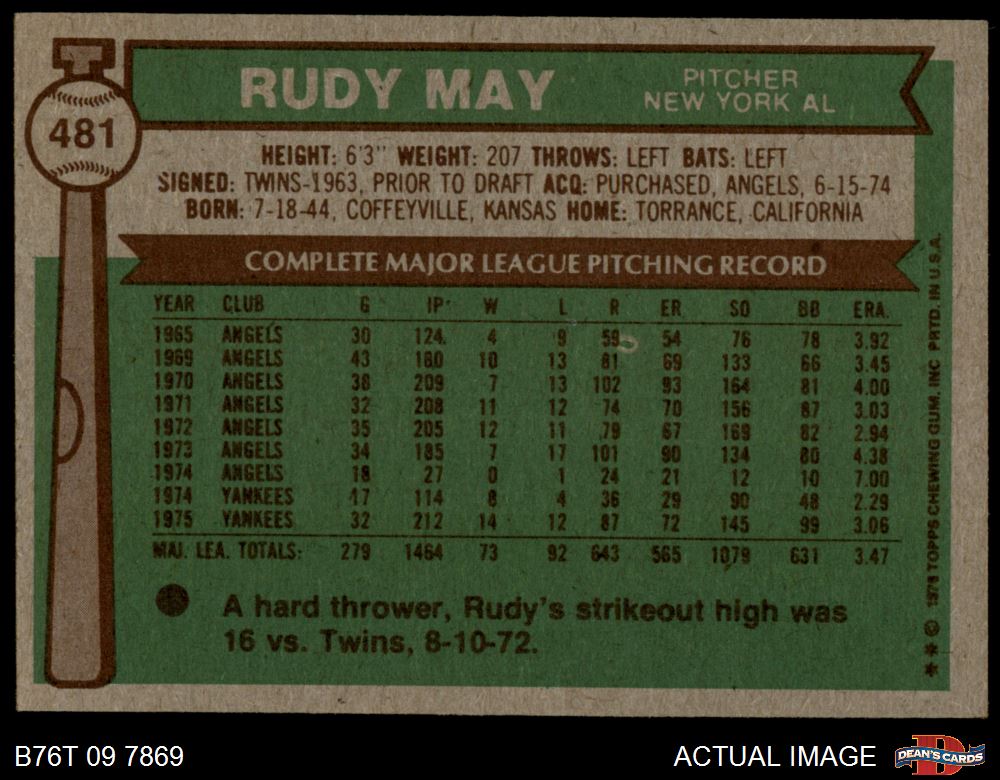 RUDY MAY
PITCHER
NEW YORK AL
481
HEIGHT: 6'3" WEIGHT: 207 THROWS: LEFT BATS: LEFT
SIGNED: TWINS-1963, PRIOR TO DRAFT ACQ: PURCHASED, ANGELS, 6-15-74
BORN: 7-18-44, COFFEYVILLE, KANSAS HOME: TORRANCE, CALIFORNIA
COMPLETE MAJOR LEAGUE PITCHING RECORD
YEAR CLUB G IP W L R ER SO BB ERA.
1965 ANGELS 30 124 4 9 59 54 76 78 3.92
1969 ANGELS 43 180 10 13 81 69 133 66 3.45
1970 ANGELS 38 209 7 13 102 93 164 81 4.00
1971 ANGELS 32 208 11 12 74 70 156 87 3.03
1972 ANGELS 35 205 12 11 79 67 169 82 2.94
1973 ANGELS 34 185 7 17 101 90 134 80 4.38
1974 ANGELS 18 27 0 1 24 21 12 10 7.00
1974 YANKEES 17 114 8 4 36 29 90 48 2.29
1975 YANKEES 32 212 14 12 87 72 145 99 3.06
MAJ. LEA. TOTALS: 279 1464 73 92 643 565 1079 631 3.47
A hard thrower, Rudy's strikeout high was
16 vs. Twins, 8-10-72.
** © 1976 TOPPS CHEWING GUM, INC PRTD. IN U.S.A.
B76T 09 7869
ACTUAL IMAGE
DEAN'S CARDS